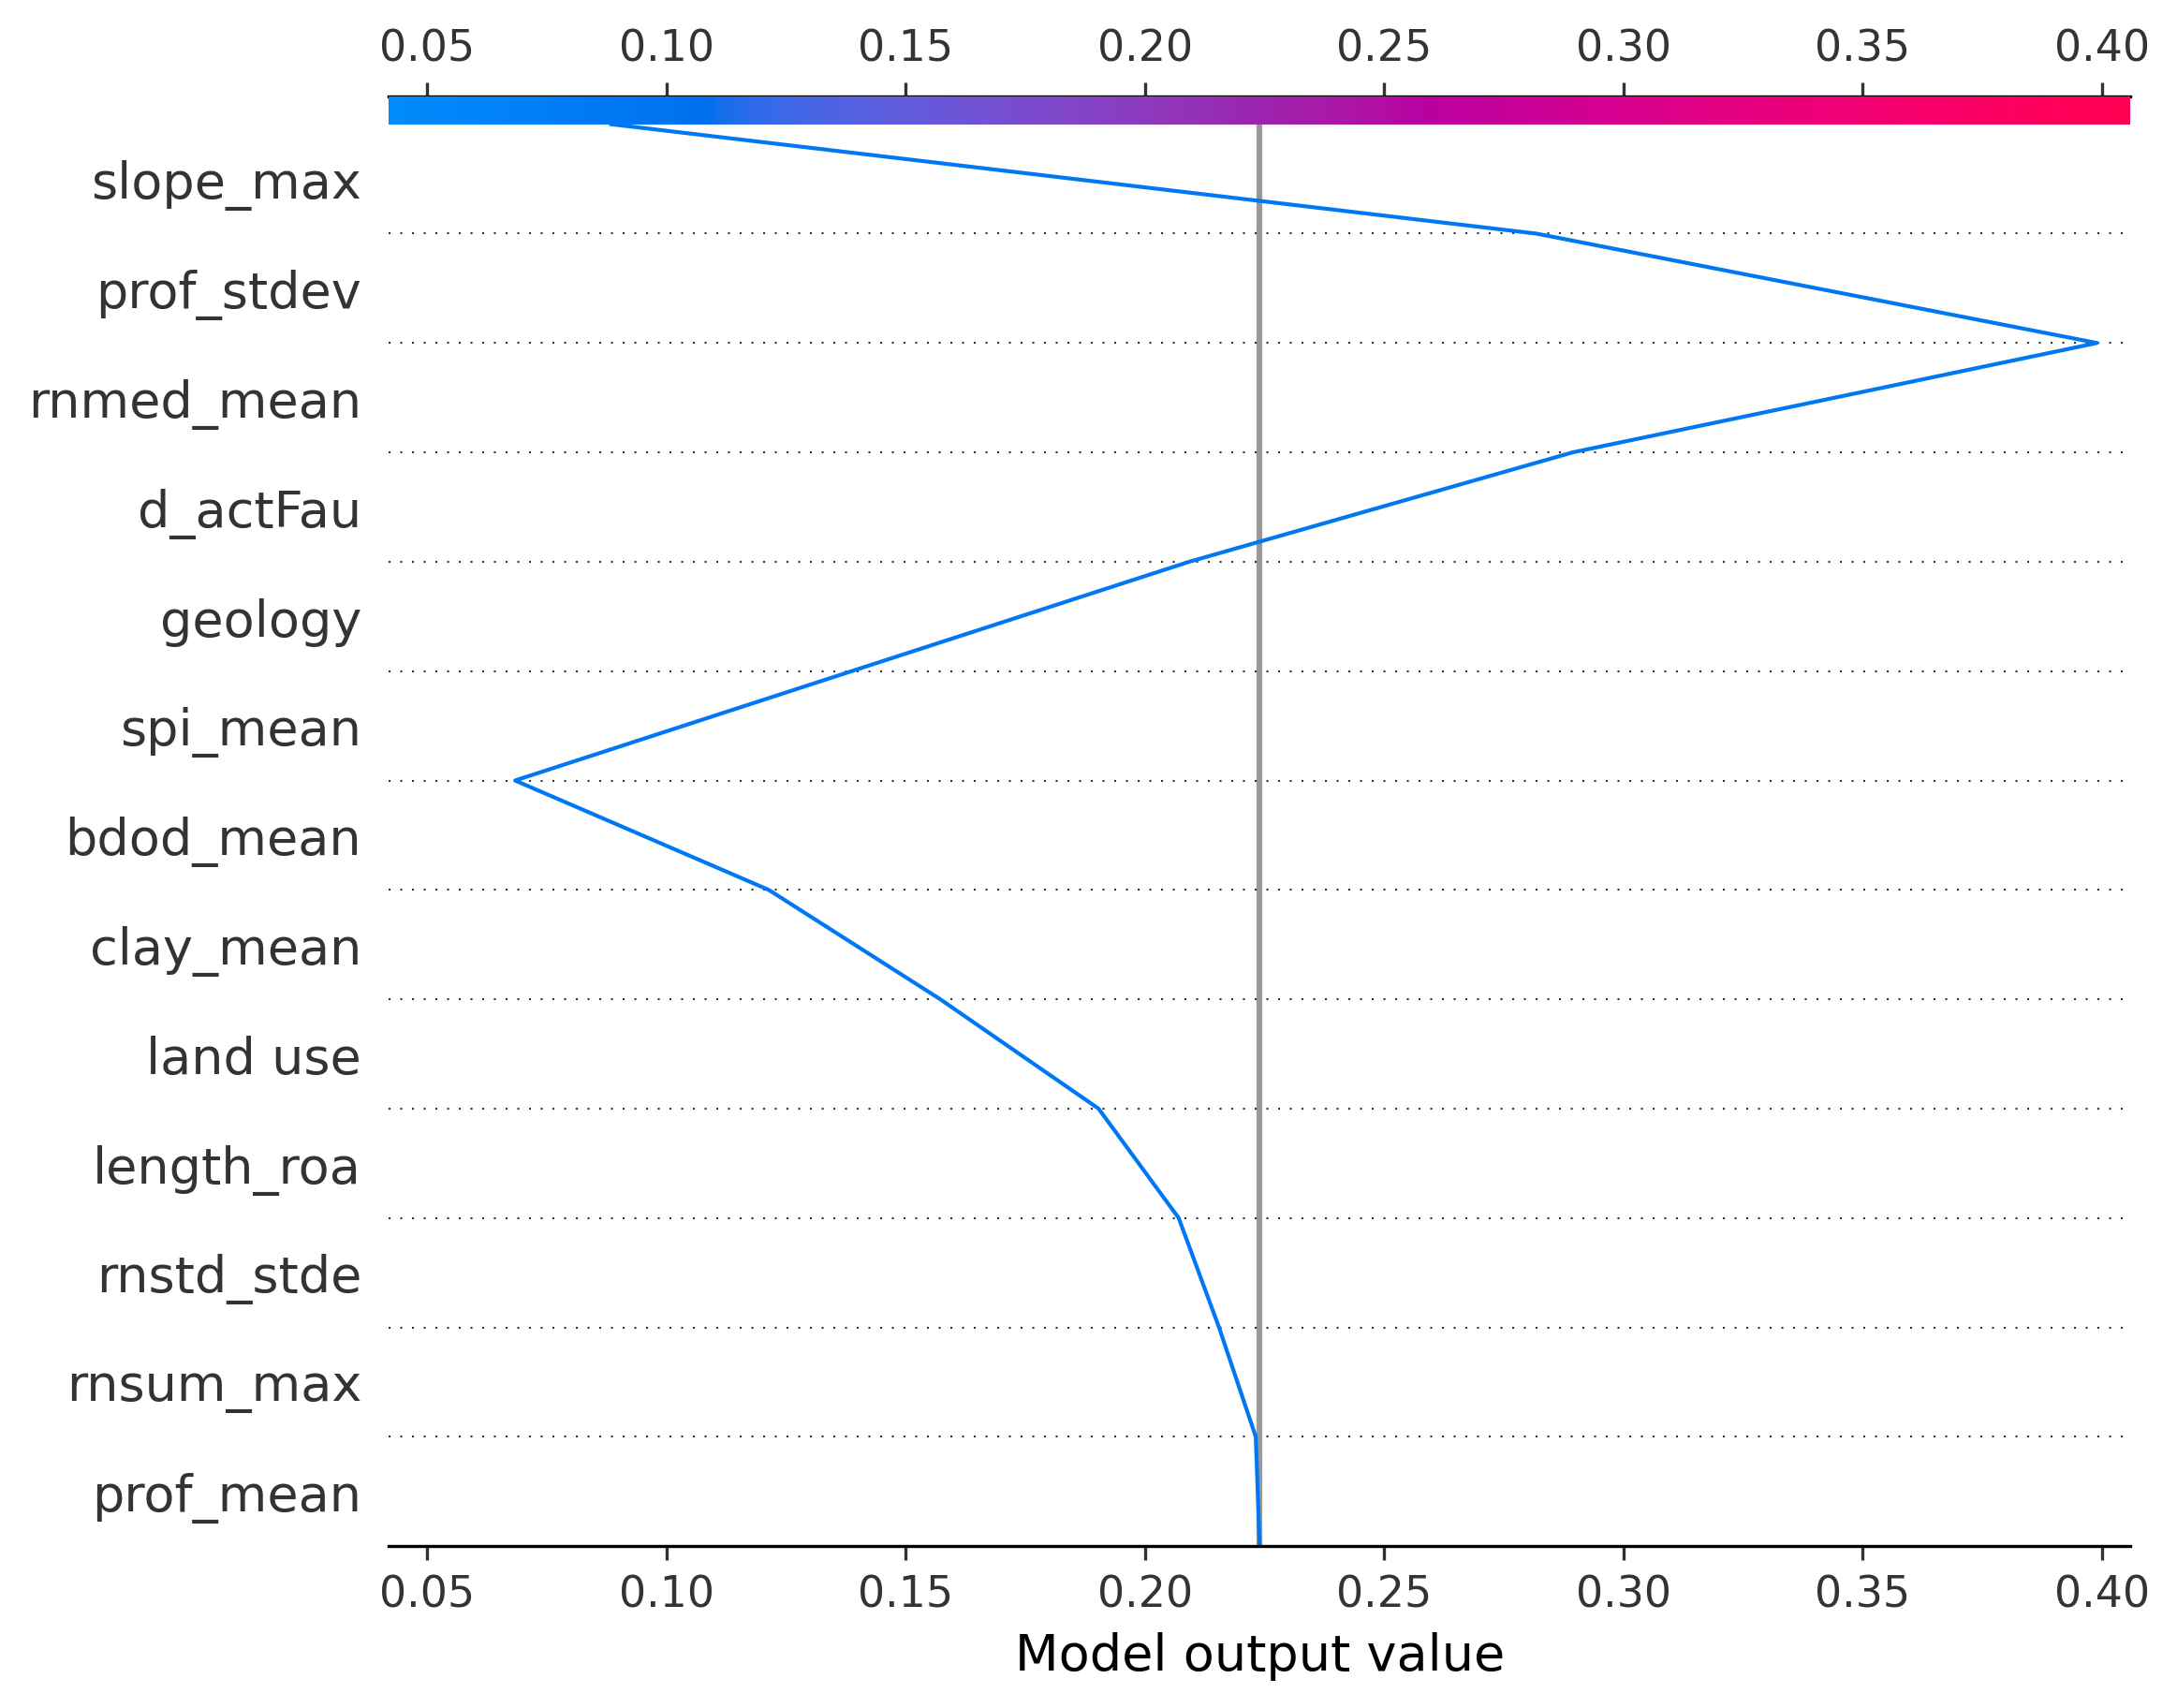 0.05 0.10 0.15 0.20 0.25 0.30 0.35 0.40
slope_max
prof_stdev
rnmed_mean
d_actFau
geology
spi_mean
bdod_mean
clay_mean
land use
length_roa
rnstd_stde
rnsum_max
prof_mean
0.05 0.10 0.15 0.20 0.25 0.30 0.35 0.40
Model output value